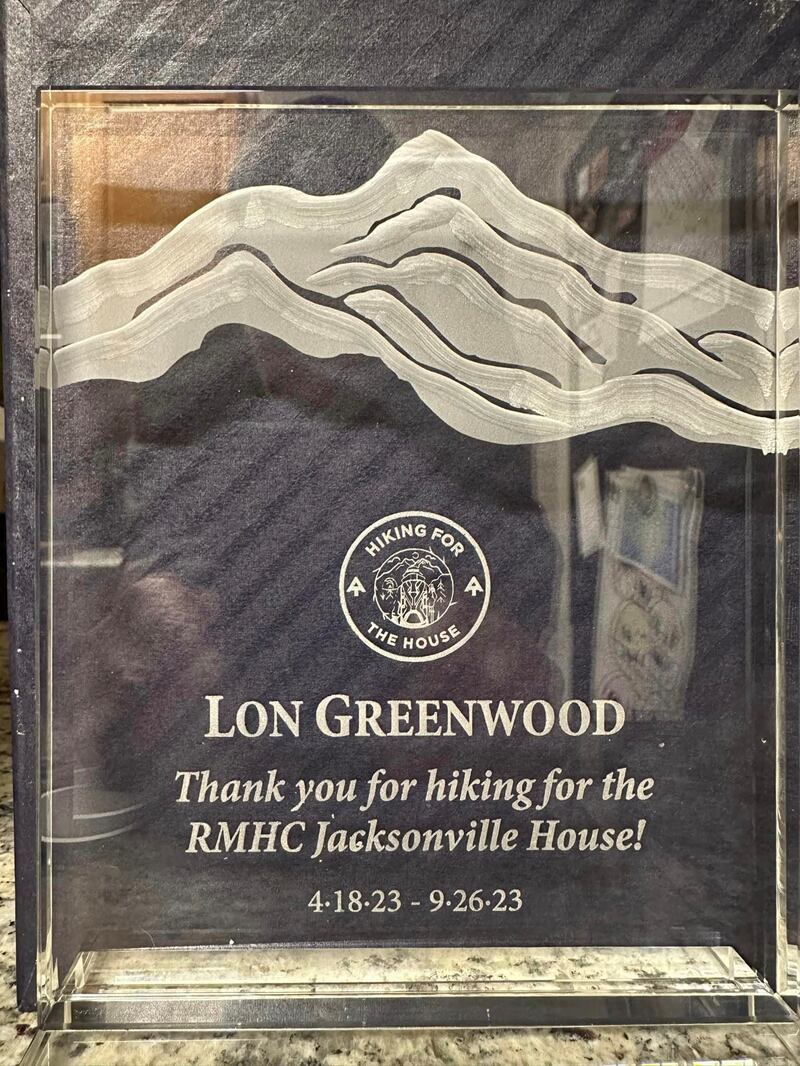 HIKING FOR
THE HOUSE
LON GREENWOOD
Thank you for hiking for the
RMHC Jacksonville House!
4·18·23 - 9·26·23